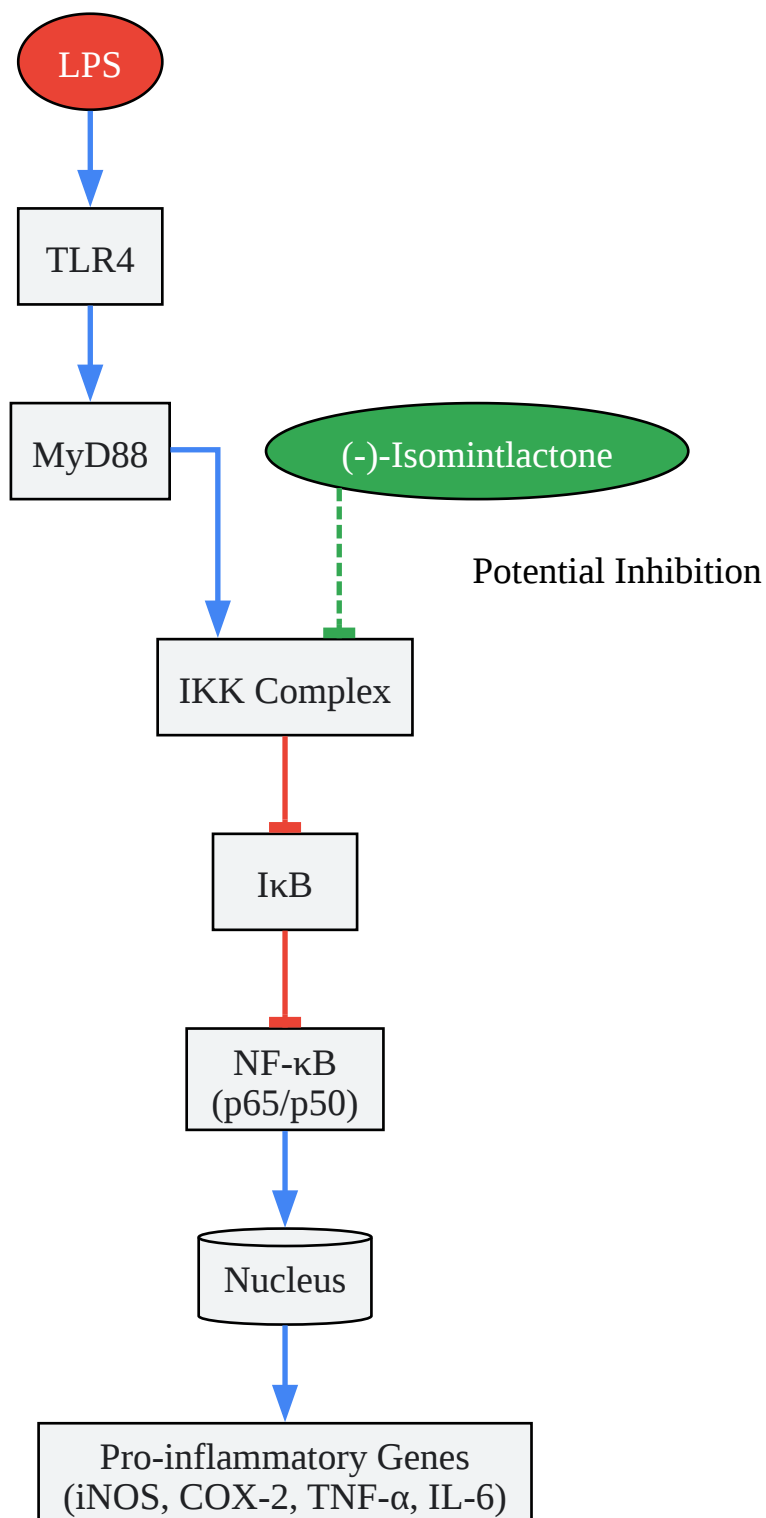 LPS
TLR4
MyD88
(-)-Isomintlactone
Potential Inhibition
IKK Complex
IκB
NF-κB
(p65/p50)
Nucleus
Pro-inflammatory Genes
(iNOS, COX-2, TNF-α, IL-6)